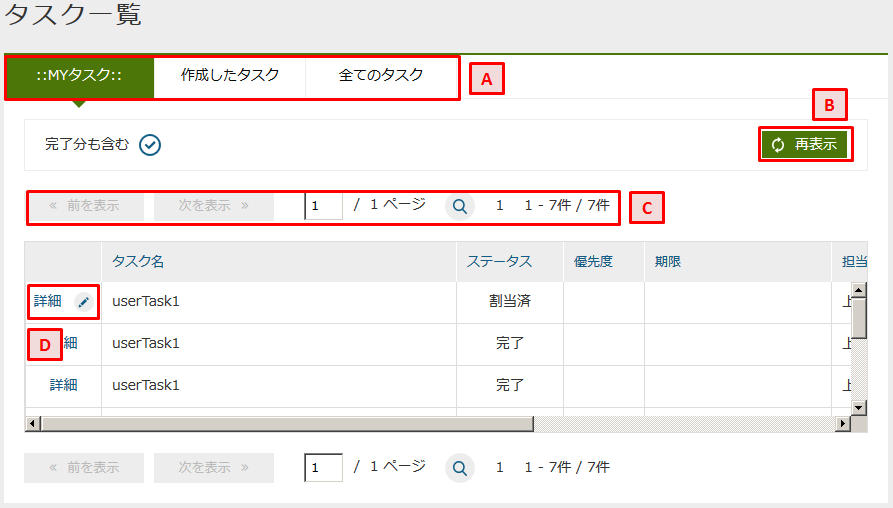 タスク一覧
::MYタスク:: 作成したタスク 全てのタスク A
B
完了分も含む 再表示
« 前を表示 次を表示 » 1 / 1 ページ 1 1 - 7件 / 7件 C
タスク名 ステータス 優先度 期限 担当
詳細 userTask1 割当済 上
D 細 userTask1 完了 上
詳細 userTask1 完了 上
« 前を表示 次を表示 » 1 / 1 ページ 1 1 - 7件 / 7件